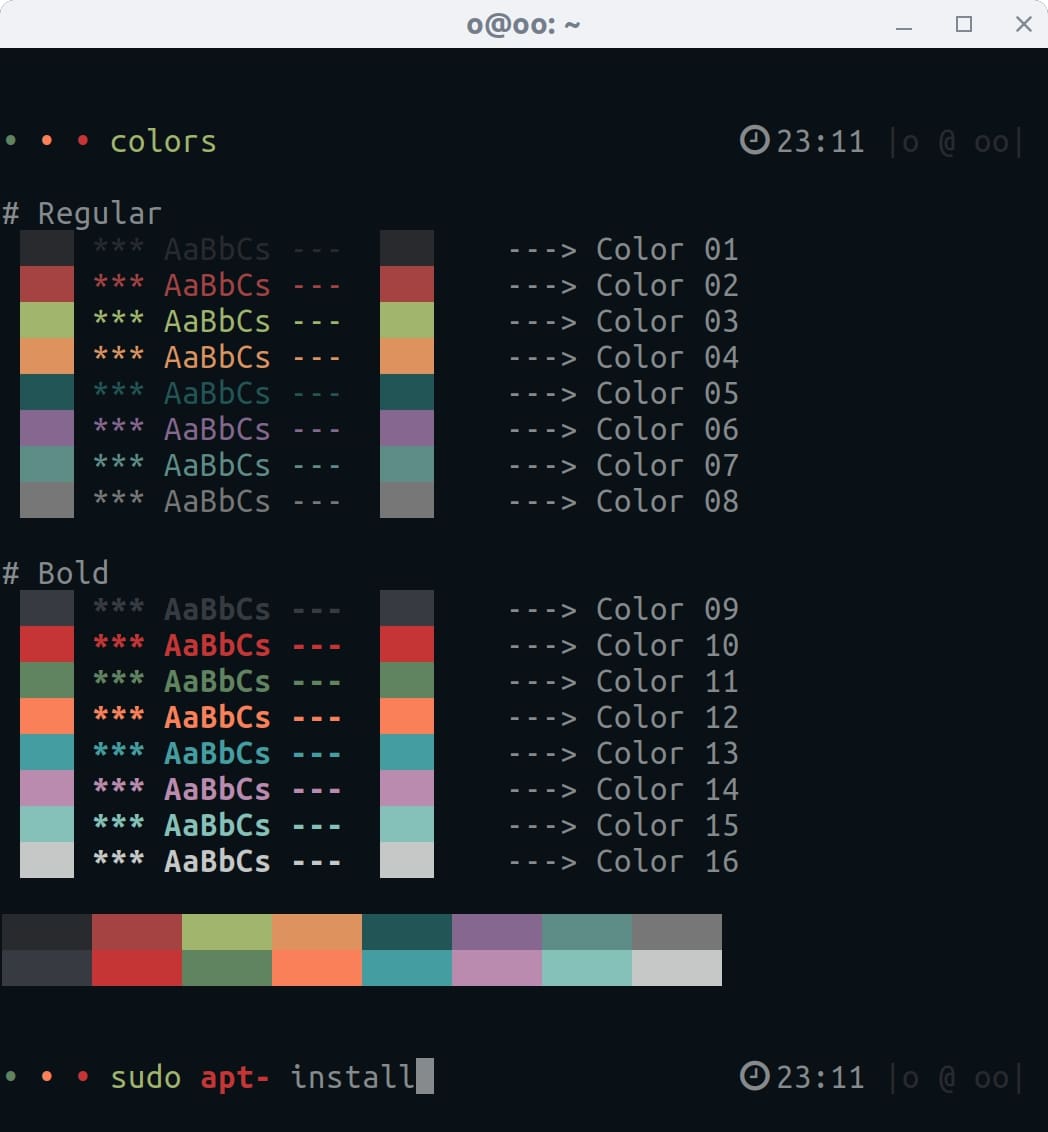 o@oo: ~
• • • colors 23:11 |o @ oo|
# Regular
*** AaBbCs --- ---> Color 01
*** AaBbCs --- ---> Color 02
*** AaBbCs --- ---> Color 03
*** AaBbCs --- ---> Color 04
*** AaBbCs --- ---> Color 05
*** AaBbCs --- ---> Color 06
*** AaBbCs --- ---> Color 07
*** AaBbCs --- ---> Color 08
# Bold
*** AaBbCs --- ---> Color 09
*** AaBbCs --- ---> Color 10
*** AaBbCs --- ---> Color 11
*** AaBbCs --- ---> Color 12
*** AaBbCs --- ---> Color 13
*** AaBbCs --- ---> Color 14
*** AaBbCs --- ---> Color 15
*** AaBbCs --- ---> Color 16
• • • sudo apt- install 23:11 |o @ oo|